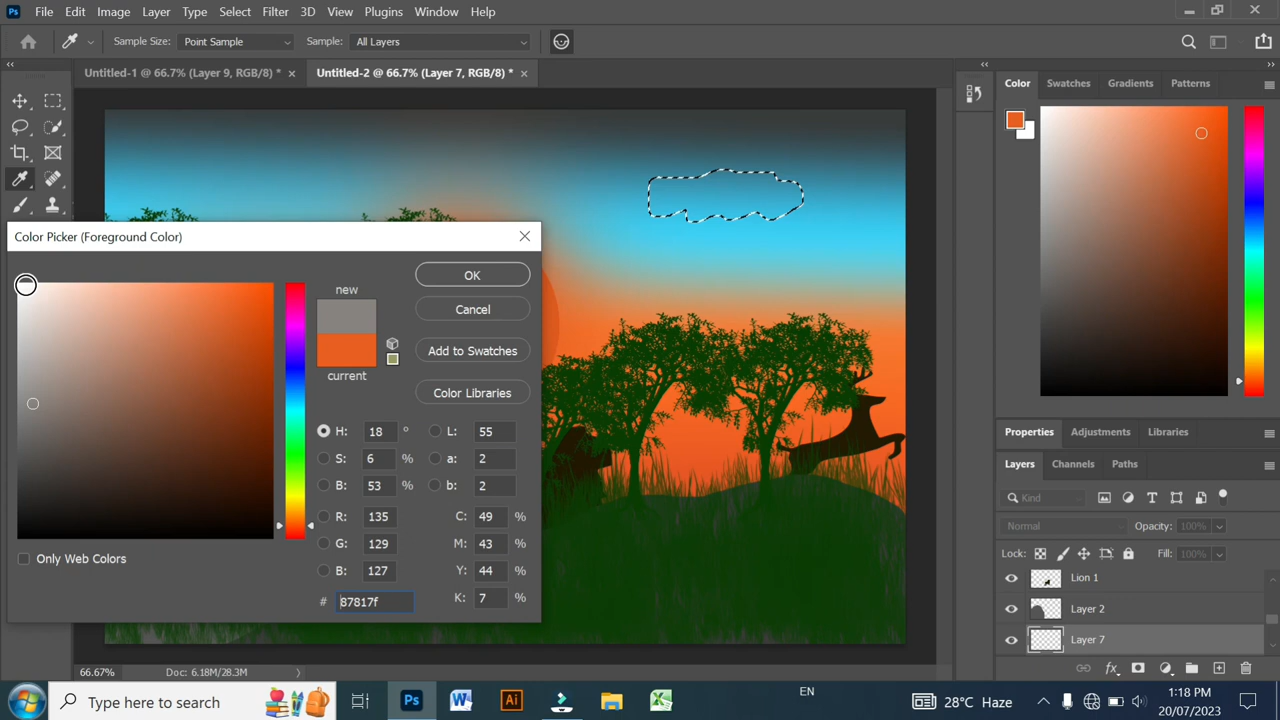 Ps File Edit Image Layer Type Select Filter 3D View Plugins Window Help
Sample Size: Point Sample Sample: All Layers
Untitled-1 @ 66.7% (Layer 9, RGB/8) * × Untitled-2 @ 66.7% (Layer 7, RGB/8) * ×
Color Swatches Gradients Patterns
Color Picker (Foreground Color)
new
current
OK
Cancel
Add to Swatches
Color Libraries
H: 18 ° L: 55
S: 6 % a: 2
B: 53 % b: 2
R: 135 C: 49 %
G: 129 M: 43 %
B: 127 Y: 44 %
# 87817f K: 7 %
Only Web Colors
Properties Adjustments Libraries
Layers Channels Paths
Kind
Normal Opacity: 100%
Lock: Fill: 100%
Lion 1
Layer 2
Layer 7
66.67% Doc: 6.18M/28.3M
Type here to search
Ps W Ai X
EN
28°C Haze
1:18 PM
20/07/2023